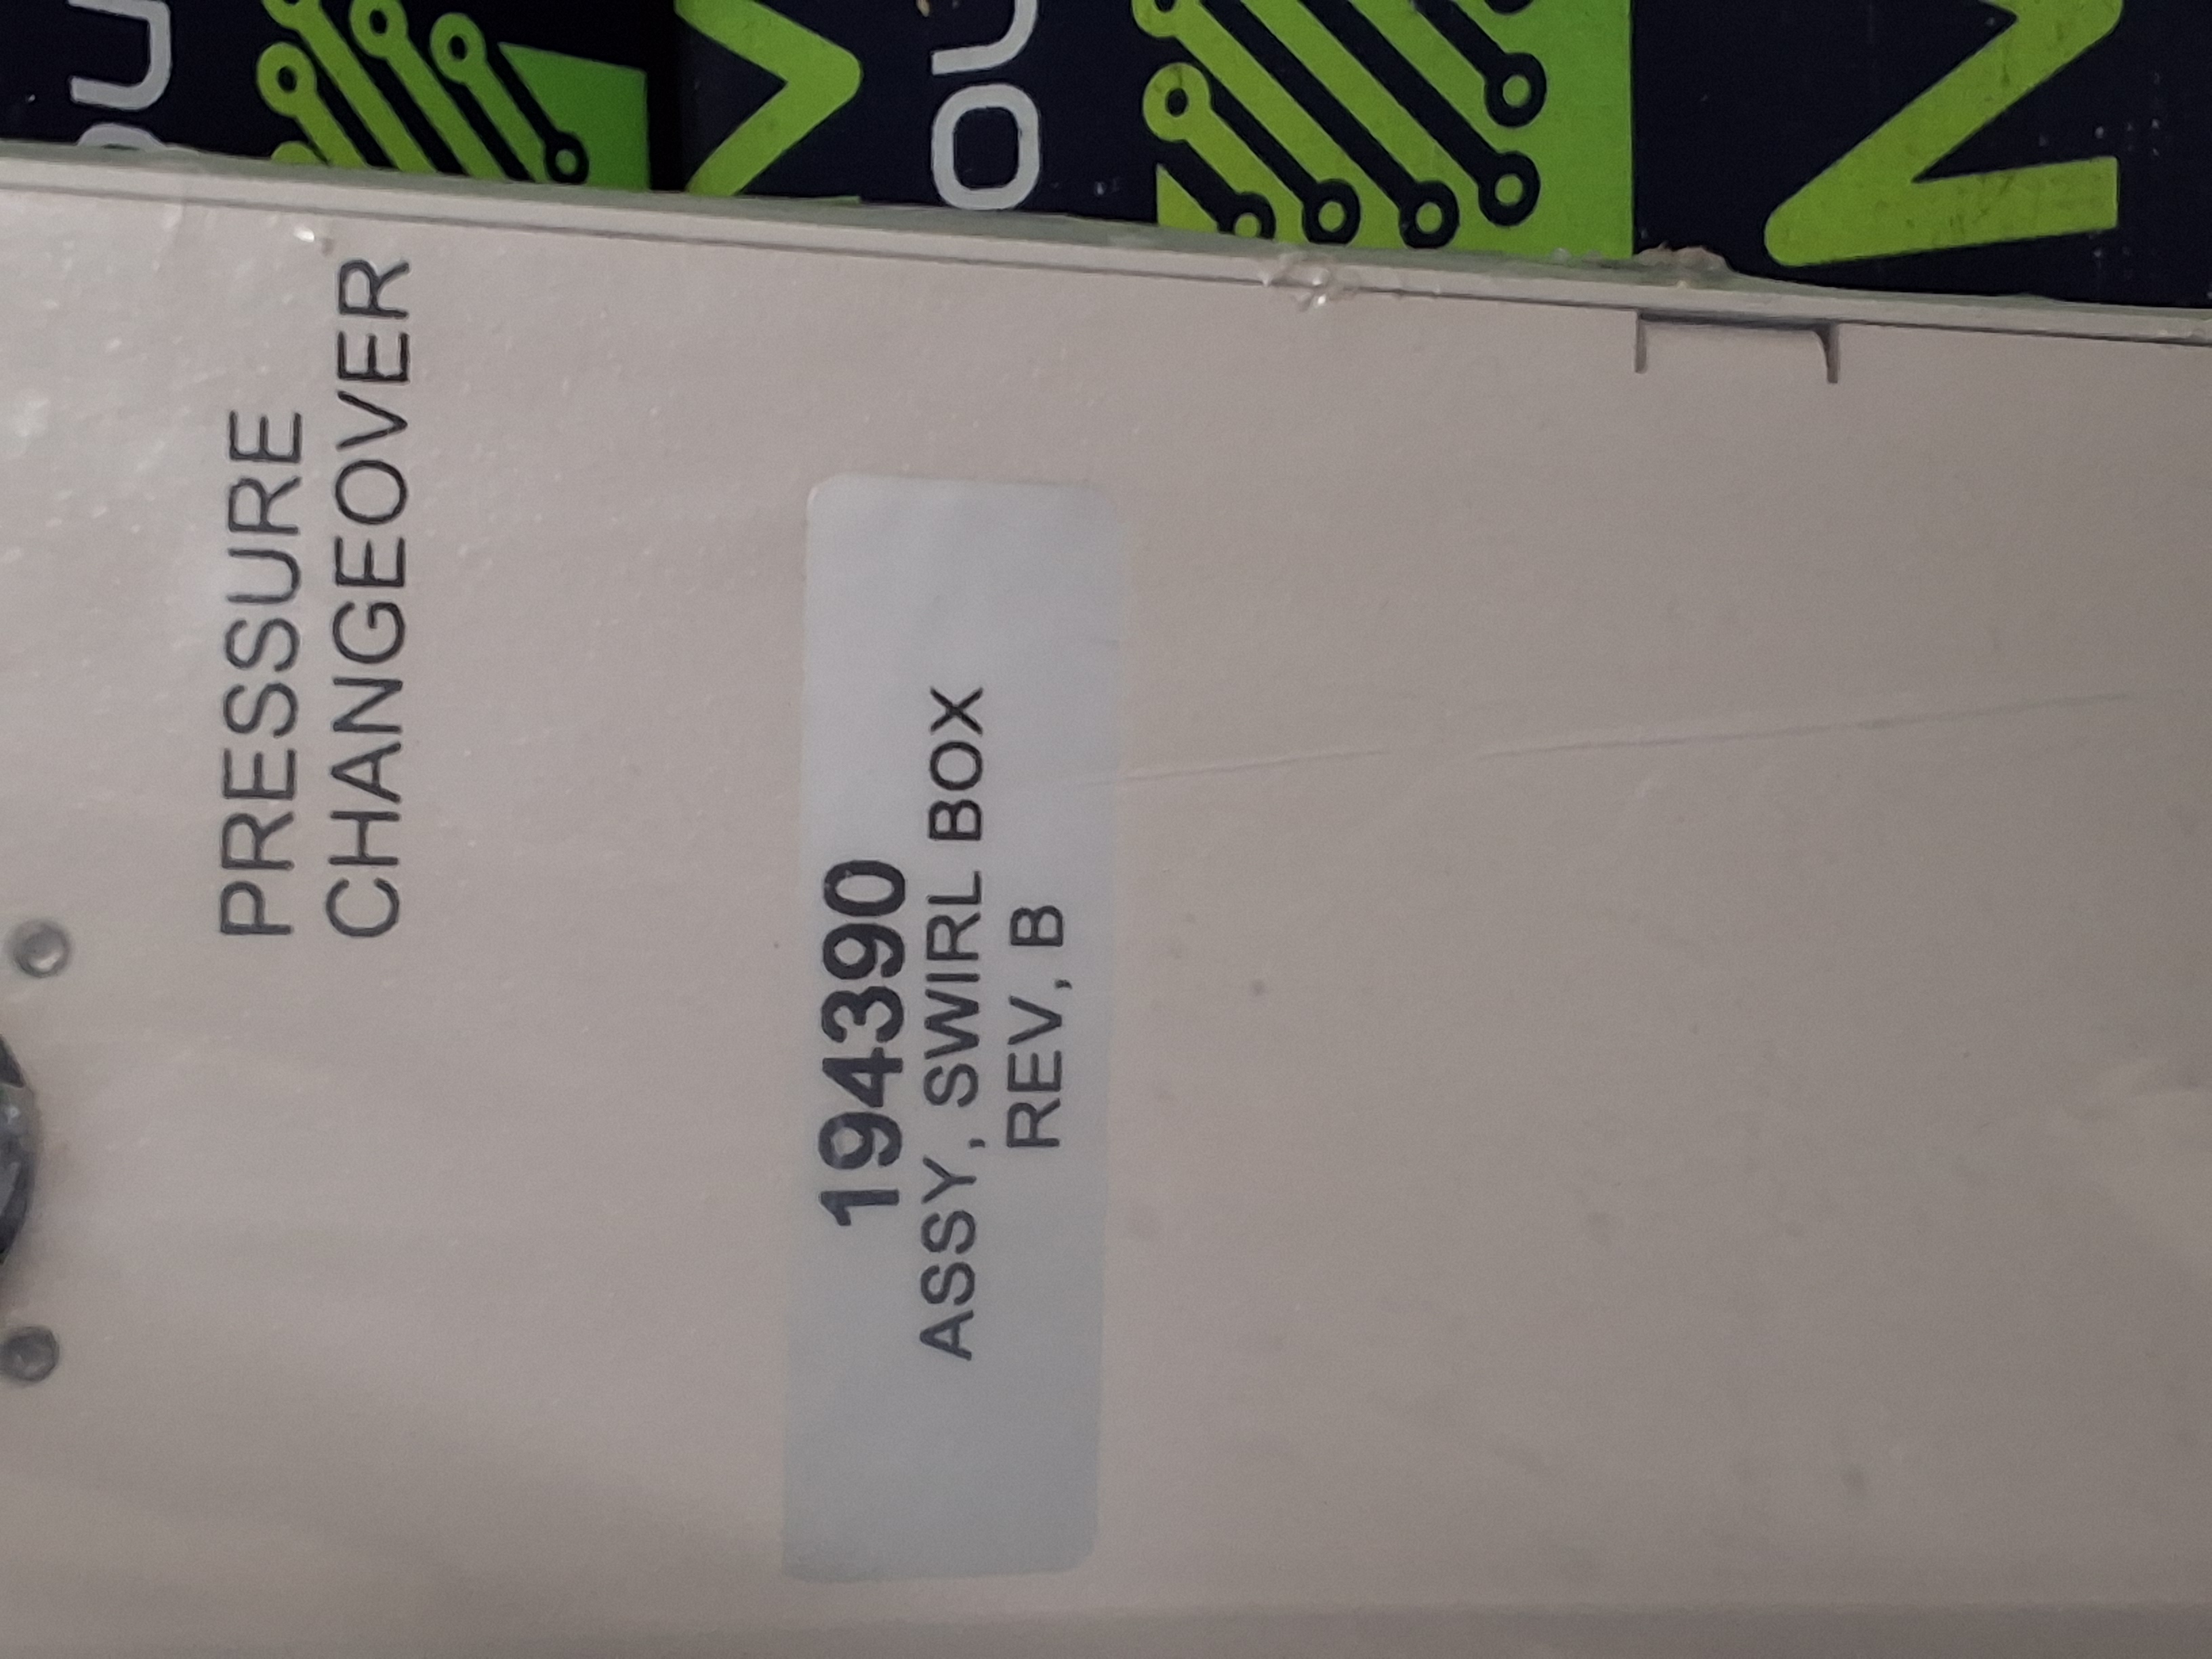 PRESSURE
CHANGEOVER
194390
ASSY, SWIRL BOX
REV, B